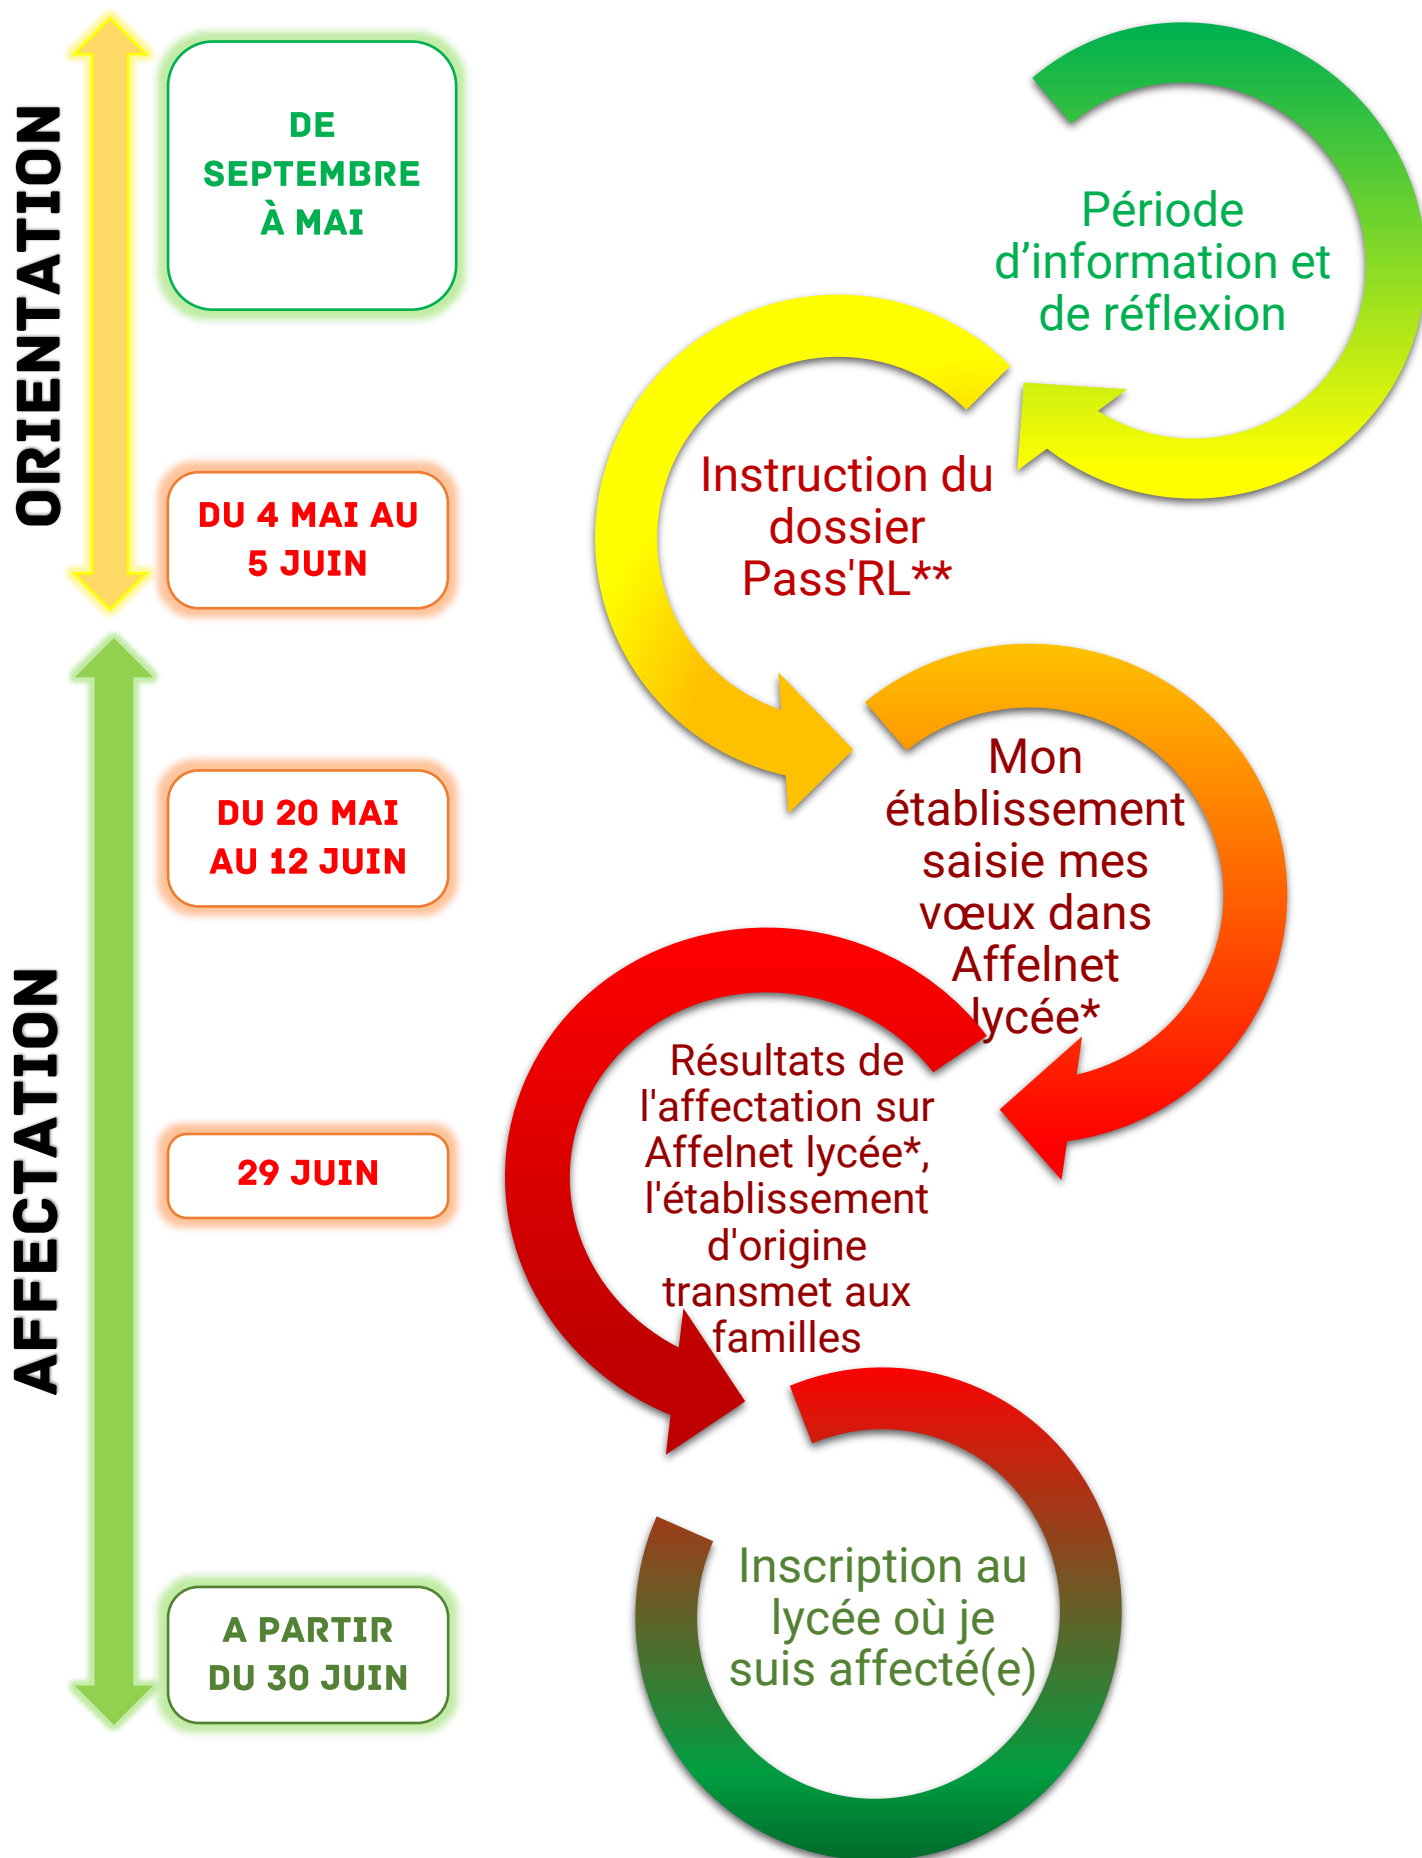 ORIENTATION
DE
SEPTEMBRE
À MAI
Période
d’information et
de réflexion
DU 4 MAI AU
5 JUIN
Instruction du
dossier
Pass'RL**
AFFECTATION
DU 20 MAI
AU 12 JUIN
Mon
établissement
saisie mes
vœux dans
Affelnet
lycée*
29 JUIN
Résultats de
l'affectation sur
Affelnet lycée*,
l'établissement
d'origine
transmet aux
familles
A PARTIR
DU 30 JUIN
Inscription au
lycée où je
suis affecté(e)